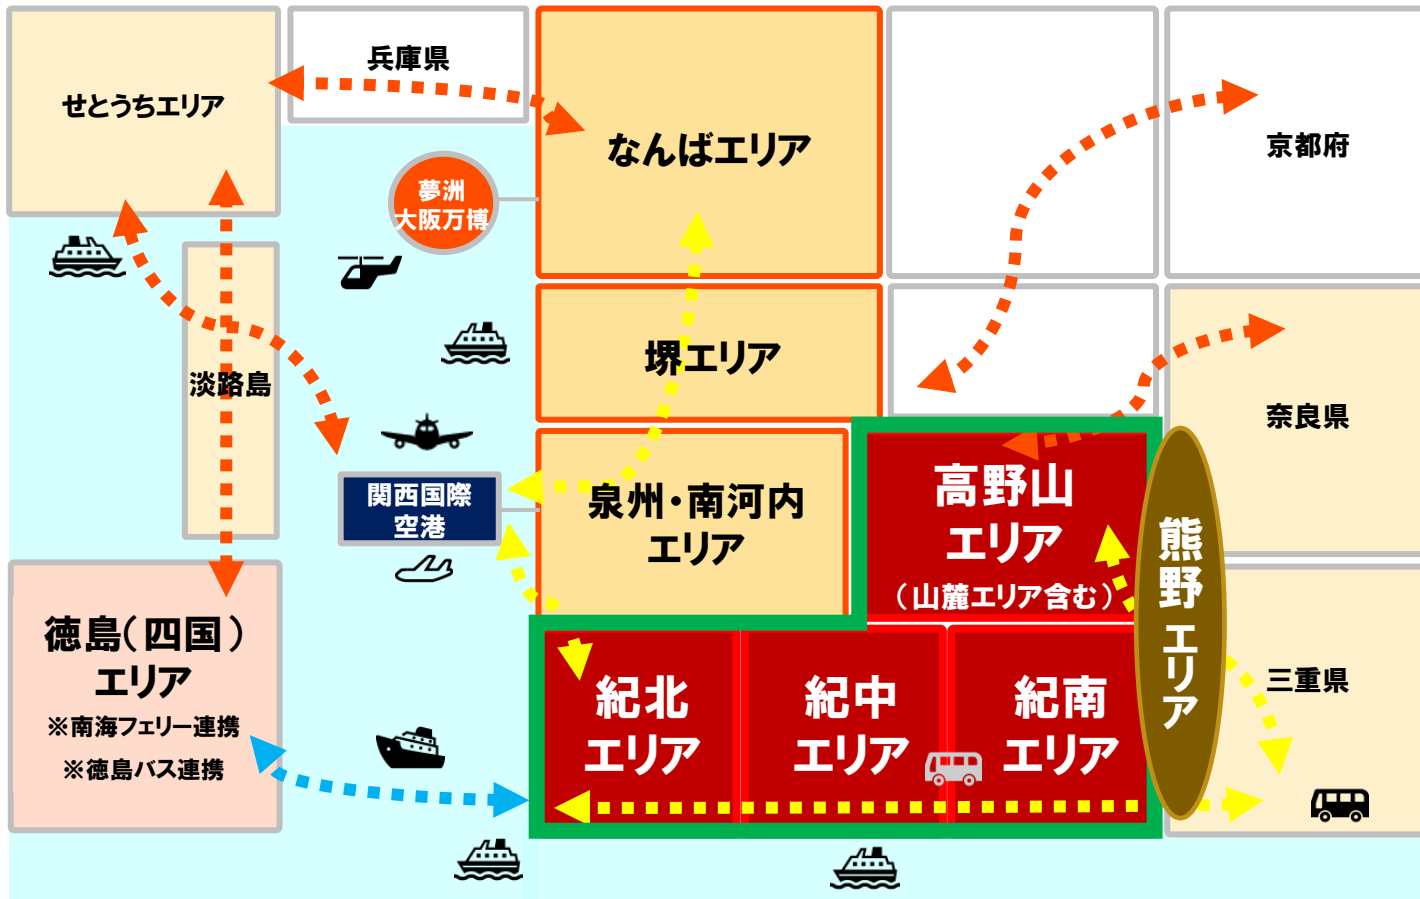 兵庫県
せとうちエリア
なんばエリア
京都府
夢洲
大阪万博
堺エリア
淡路島
奈良県
関西国際
空港
泉州・南河内
エリア
高野山
エリア
（山麓エリア含む）
熊野エリア
徳島（四国）
エリア
※南海フェリー連携
※徳島バス連携
紀北
エリア
紀中
エリア
紀南
エリア
三重県